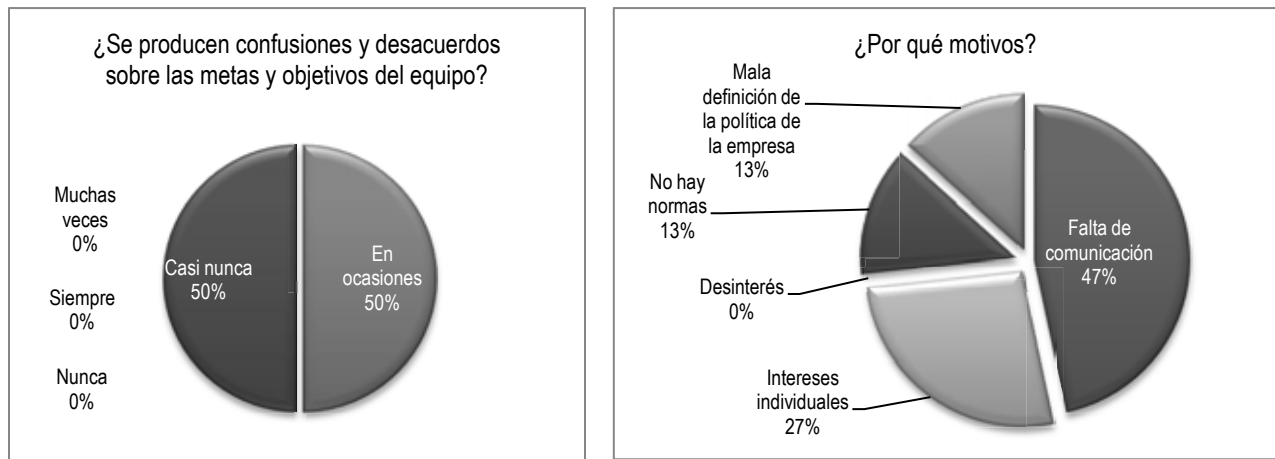 ¿Se producen confusiones y desacuerdos
sobre las metas y objetivos del equipo?
Muchas
veces
0%
Siempre
0%
Nunca
0%
Casi nunca
50%
En
ocasiones
50%
¿Por qué motivos?
Mala
definición de
la política de
la empresa
13%
No hay
normas
13%
Desinterés
0%
Intereses
individuales
27%
Falta de
comunicación
47%